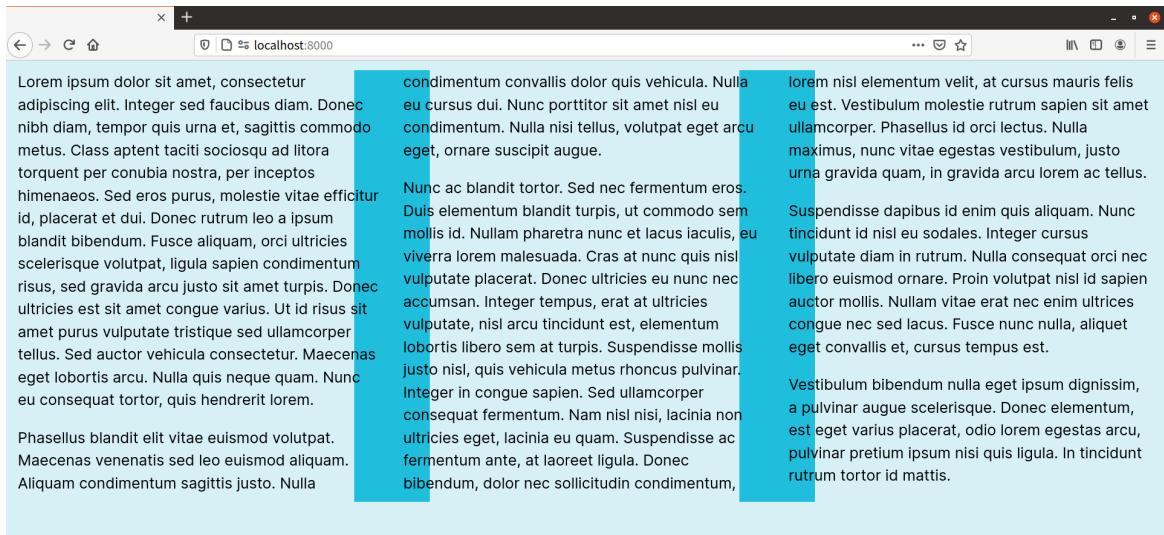 localhost:8000
Lorem ipsum dolor sit amet, consectetur
adipiscing elit. Integer sed faucibus diam. Donec
nibh diam, tempor quis urna et, sagittis commodo
metus. Class aptent taciti sociosqu ad litora
torquent per conubia nostra, per inceptos
himenaeos. Sed eros purus, molestie vitae efficitur
id, placerat et dui. Donec rutrum leo a ipsum
blandit bibendum. Fusce aliquam, orci ultricies
scelerisque volutpat, ligula sapien condimentum
risus, sed gravida arcu justo sit amet turpis. Donec
ultricies est sit amet congue varius. Ut id risus sit
amet purus vulputate tristique sed ullamcorper
tellus. Sed auctor vehicula consectetur. Maecenas
eget lobortis arcu. Nulla quis neque quam. Nunc
eu consequat tortor, quis hendrerit lorem.
Phasellus blandit elit vitae euismod volutpat.
Maecenas venenatis sed leo euismod aliquam.
Aliquam condimentum sagittis justo. Nulla
condimentum convallis dolor quis vehicula. Nulla
eu cursus dui. Nunc porttitor sit amet nisl eu
condimentum. Nulla nisi tellus, volutpat eget arcu
eget, ornare suscipit augue.
Nunc ac blandit tortor. Sed nec fermentum eros.
Duis elementum blandit turpis, ut commodo sem
mollis id. Nullam pharetra nunc et lacus iaculis, eu
viverra lorem malesuada. Cras at nunc quis nisl
vulputate placerat. Donec ultricies eu nunc nec
accumsan. Integer tempus, erat at ultricies
vulputate, nisl arcu tincidunt est, elementum
lobortis libero sem at turpis. Suspendisse mollis
justo nisl, quis vehicula metus rhoncus pulvinar.
Integer in congue sapien. Sed ullamcorper
consequat fermentum. Nam nisl nisi, lacinia non
ultricies eget, lacinia eu quam. Suspendisse ac
fermentum ante, at laoreet ligula. Donec
bibendum, dolor nec sollicitudin condimentum,
lorem nisl elementum velit, at cursus mauris felis
eu est. Vestibulum molestie rutrum sapien sit amet
ullamcorper. Phasellus id orci lectus. Nulla
maximus, nunc vitae egestas vestibulum, justo
urna gravida quam, in gravida arcu lorem ac tellus.
Suspendisse dapibus id enim quis aliquam. Nunc
tincidunt id nisl eu sodales. Integer cursus
vulputate diam in rutrum. Nulla consequat orci nec
libero euismod ornare. Proin volutpat nisl id sapien
auctor mollis. Nullam vitae erat nec enim ultrices
congue nec sed lacus. Fusce nunc nulla, aliquet
eget convallis et, cursus tempus est.
Vestibulum bibendum nulla eget ipsum dignissim,
a pulvinar augue scelerisque. Donec elementum,
est eget varius placerat, odio lorem egestas arcu,
pulvinar pretium ipsum nisi quis ligula. In tincidunt
rutrum tortor id mattis.